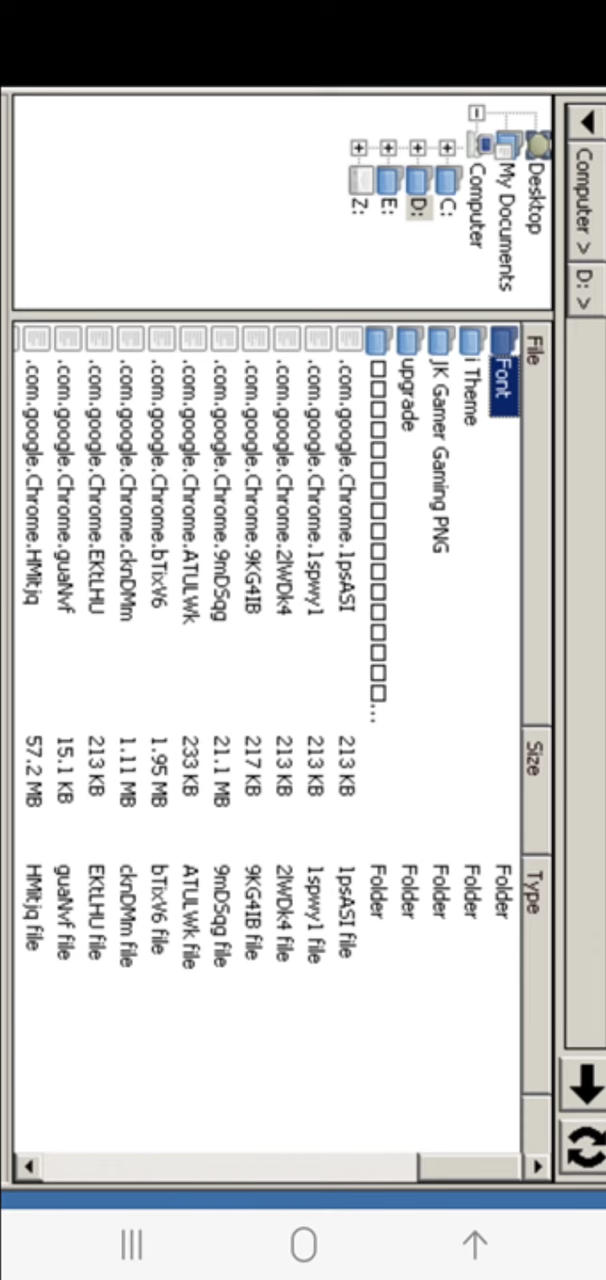 Computer > D: >
Desktop
My Documents
Computer
C:
D:
E:
Z:
File Size Type
Font Folder
i Theme Folder
JK Gamer Gaming PNG Folder
upgrade Folder
□□□□□□□□□□□□□□□□□□... Folder
.com.google.Chrome.1psASI 213 KB 1psASI file
.com.google.Chrome.1spwy1 213 KB 1spwy1 file
.com.google.Chrome.2lWDk4 213 KB 2lWDk4 file
.com.google.Chrome.9KG4IB 217 KB 9KG4IB file
.com.google.Chrome.9mDSqg 21.1 MB 9mDSqg file
.com.google.Chrome.ATULWk 233 KB ATULWk file
.com.google.Chrome.bTixV6 1.95 MB bTixV6 file
.com.google.Chrome.cknDMm 1.11 MB cknDMm file
.com.google.Chrome.EKtLHU 213 KB EKtLHU file
.com.google.Chrome.guaNvf 15.1 KB guaNvf file
.com.google.Chrome.HMitjq 57.2 MB HMitjq file